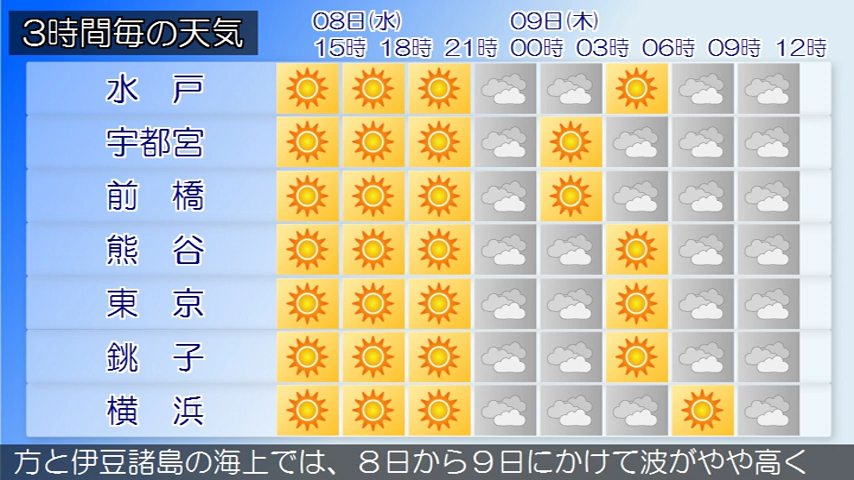 3時間毎の天気
08日(水) 09日(木)
15時 18時 21時 00時 03時 06時 09時 12時
水 戸
宇都宮
前 橋
熊 谷
東 京
銚 子
横 浜
方と伊豆諸島の海上では、８日から９日にかけて波がやや高く